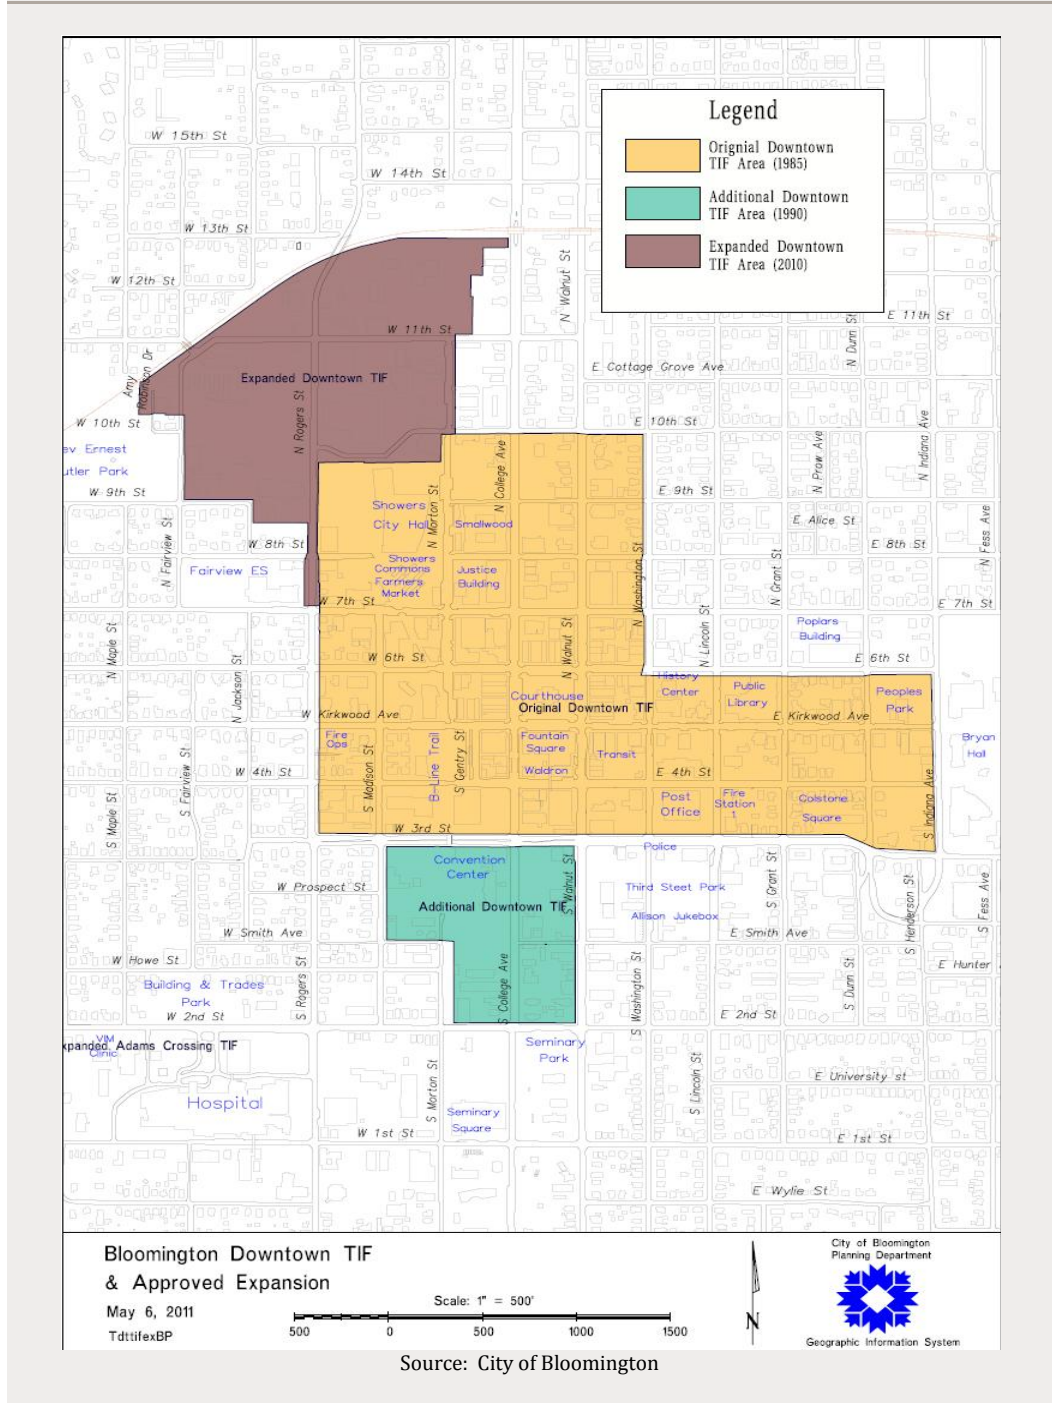 Legend
Orignial Downtown
TIF Area (1985)
Additional Downtown
TIF Area (1990)
Expanded Downtown
TIF Area (2010)
W 15th St
W 14th St
W 13th St
W 12th St
N Walnut St
W 11th St
E 11th St
N Dunn St
E Cottage Grove Ave
Amy
Robinson Dr
Expanded Downtown TIF
N Rogers St
W 10th St
E 10th St
N Indiana Ave
ev Ernest
utler Park
N College Ave
N Prow Ave
W 9th St
E 9th St
Showers
City Hall
N Morton St
Smallwood
E Alice St
N Fairview St
W 8th St
E 8th St
N Fess Ave
Fairview ES
Showers
Commons
Farmers
Market
Justice
Building
N Washington St
N Grant St
W 7th St
E 7th St
N Maple St
N Walnut St
N Lincoln St
Poplars
Building
W 6th St
E 6th St
N Jackson St
History
Center
Public
Library
Peoples
Park
Courthouse
Original Downtown TIF
W Kirkwood Ave
E Kirkwood Ave
Fire
Ops
B-Line Trail
Fountain
Square
Transit
Bryan
Hall
S Fairview St
W 4th St
S Madison St
S Gentry St
Waldron
E 4th St
S Maple St
Post
Office
Fire
Station
1
Colstone
Square
S Indiana Ave
W 3rd St
Convention
Center
Police
S Walnut St
S Grant St
W Prospect St
Third Steet Park
Additional Downtown TIF
Allison Jukebox
S Henderson St
S Fess Ave
W Smith Ave
E Smith Ave
W Howe St
E Hunter
Building & Trades
Park
S Rogers St
S College Ave
S Washington St
S Dunn St
W 2nd St
E 2nd St
VIM
Clinic
xpanded Adams Crossing TIF
Seminary
Park
Hospital
S Morton St
S Lincoln St
E University st
Seminary
Square
W 1st St
E 1st St
E Wylie St
Bloomington Downtown TIF
& Approved Expansion
May 6, 2011
TdttifexBP
Scale: 1" = 500'
500 0 500 1000 1500
N
City of Bloomington
Planning Department
Geographic Information System
Source: City of Bloomington